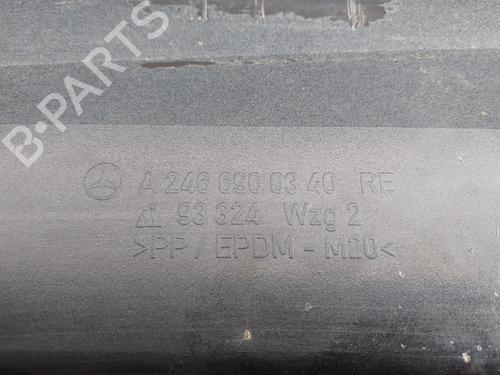 B-PARTS
A 246 690 03 40 RE
93 324 Wzg 2
>PP / EPDM - M20<